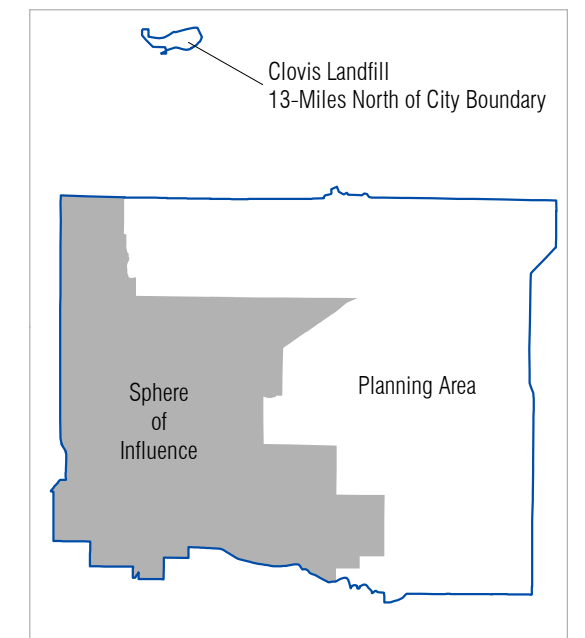 Clovis Landfill
13-Miles North of City Boundary
Planning Area
Sphere
of
Influence